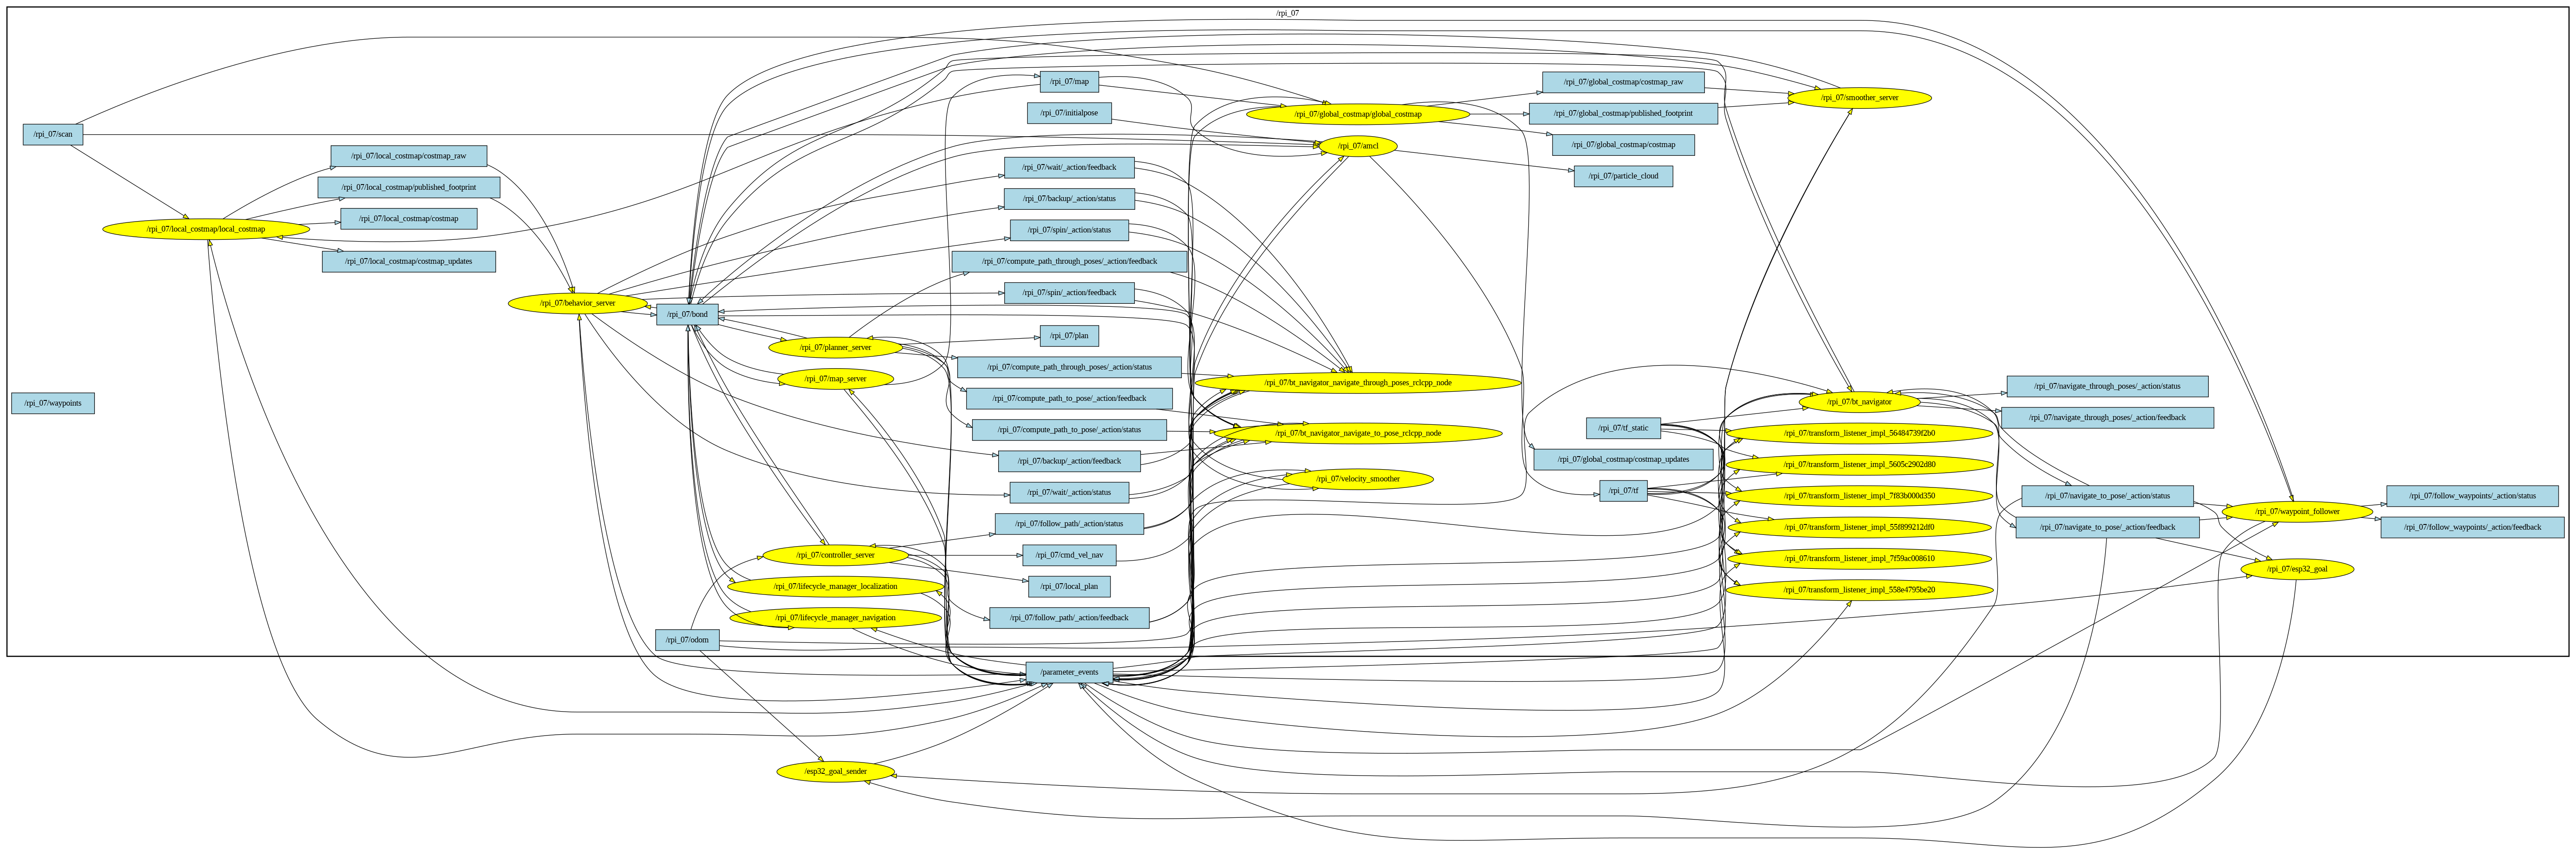 /rpi_07
/rpi_07/scan
/rpi_07/waypoints
/rpi_07/local_costmap/local_costmap
/rpi_07/local_costmap/costmap_raw
/rpi_07/local_costmap/published_footprint
/rpi_07/local_costmap/costmap
/rpi_07/local_costmap/costmap_updates
/rpi_07/behavior_server
/rpi_07/bond
/rpi_07/odom
/rpi_07/planner_server
/rpi_07/map_server
/rpi_07/controller_server
/rpi_07/lifecycle_manager_localization
/rpi_07/lifecycle_manager_navigation
/esp32_goal_sender
/rpi_07/map
/rpi_07/initialpose
/rpi_07/wait/_action/feedback
/rpi_07/backup/_action/status
/rpi_07/spin/_action/status
/rpi_07/compute_path_through_poses/_action/feedback
/rpi_07/spin/_action/feedback
/rpi_07/plan
/rpi_07/compute_path_through_poses/_action/status
/rpi_07/compute_path_to_pose/_action/feedback
/rpi_07/compute_path_to_pose/_action/status
/rpi_07/backup/_action/feedback
/rpi_07/wait/_action/status
/rpi_07/follow_path/_action/status
/rpi_07/cmd_vel_nav
/rpi_07/local_plan
/rpi_07/follow_path/_action/feedback
/parameter_events
/rpi_07/global_costmap/global_costmap
/rpi_07/amcl
/rpi_07/bt_navigator_navigate_through_poses_rclcpp_node
/rpi_07/bt_navigator_navigate_to_pose_rclcpp_node
/rpi_07/velocity_smoother
/rpi_07/global_costmap/costmap_raw
/rpi_07/global_costmap/published_footprint
/rpi_07/global_costmap/costmap
/rpi_07/particle_cloud
/rpi_07/tf_static
/rpi_07/global_costmap/costmap_updates
/rpi_07/tf
/rpi_07/smoother_server
/rpi_07/bt_navigator
/rpi_07/transform_listener_impl_56484739f2b0
/rpi_07/transform_listener_impl_5605c2902d80
/rpi_07/transform_listener_impl_7f83b000d350
/rpi_07/transform_listener_impl_55f899212df0
/rpi_07/transform_listener_impl_7f59ac008610
/rpi_07/transform_listener_impl_558e4795be20
/rpi_07/navigate_through_poses/_action/status
/rpi_07/navigate_through_poses/_action/feedback
/rpi_07/navigate_to_pose/_action/status
/rpi_07/navigate_to_pose/_action/feedback
/rpi_07/waypoint_follower
/rpi_07/esp32_goal
/rpi_07/follow_waypoints/_action/status
/rpi_07/follow_waypoints/_action/feedback